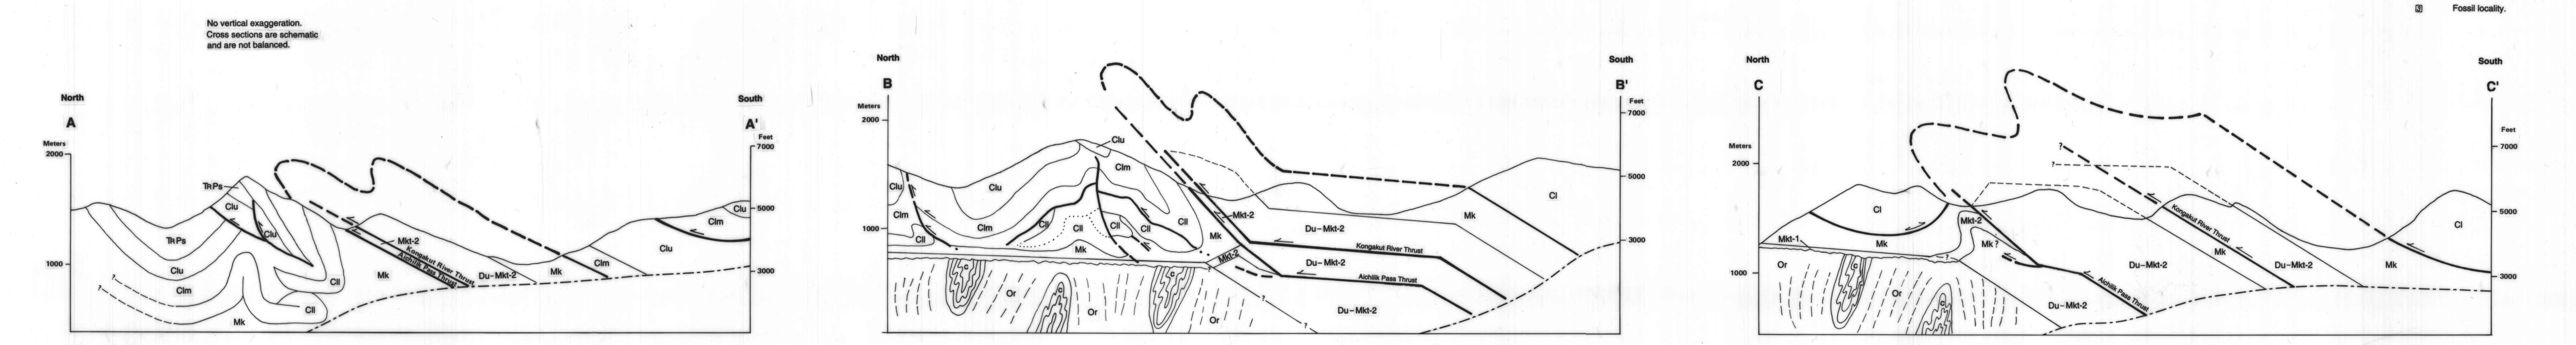 No vertical exaggeration.
Cross sections are schematic
and are not balanced.
Fossil locality.
North
A
Meters
2000
1000
South
A'
Feet
7000
5000
3000
TRPs
Clu
Clu
TRPs
Clu
Clm
Mk
Cll
Cll
Mk
Mkt-2
Kongakut River Thrust
Aichilik Pass Thrust
Du-Mkt-2
Mk
Clm
Clu
Clm
Clu
?
?
North
B
Meters
2000
1000
South
B'
Feet
7000
5000
3000
Clu
Clm
Cll
Clu
Clm
Clu
Clm
Cll
Cll
Cll
Cll
Cll
Mk
Mk
Mkt-2
Mkt-2
Du-Mkt-2
Kongakut River Thrust
Du-Mkt-2
Aichilik Pass Thrust
Du-Mkt-2
Mk
Cl
C
Or
C
Or
C
Or
?
?
?
North
C
Meters
2000
1000
South
C'
Feet
7000
5000
3000
Cl
Mkt-1
Mk
Mkt-2
Mk?
Or
C
Or
C
?
?
?
Kongakut River Thrust
Mk
Du-Mkt-2
Du-Mkt-2
Aichilik Pass Thrust
Du-Mkt-2
Mk
Cl